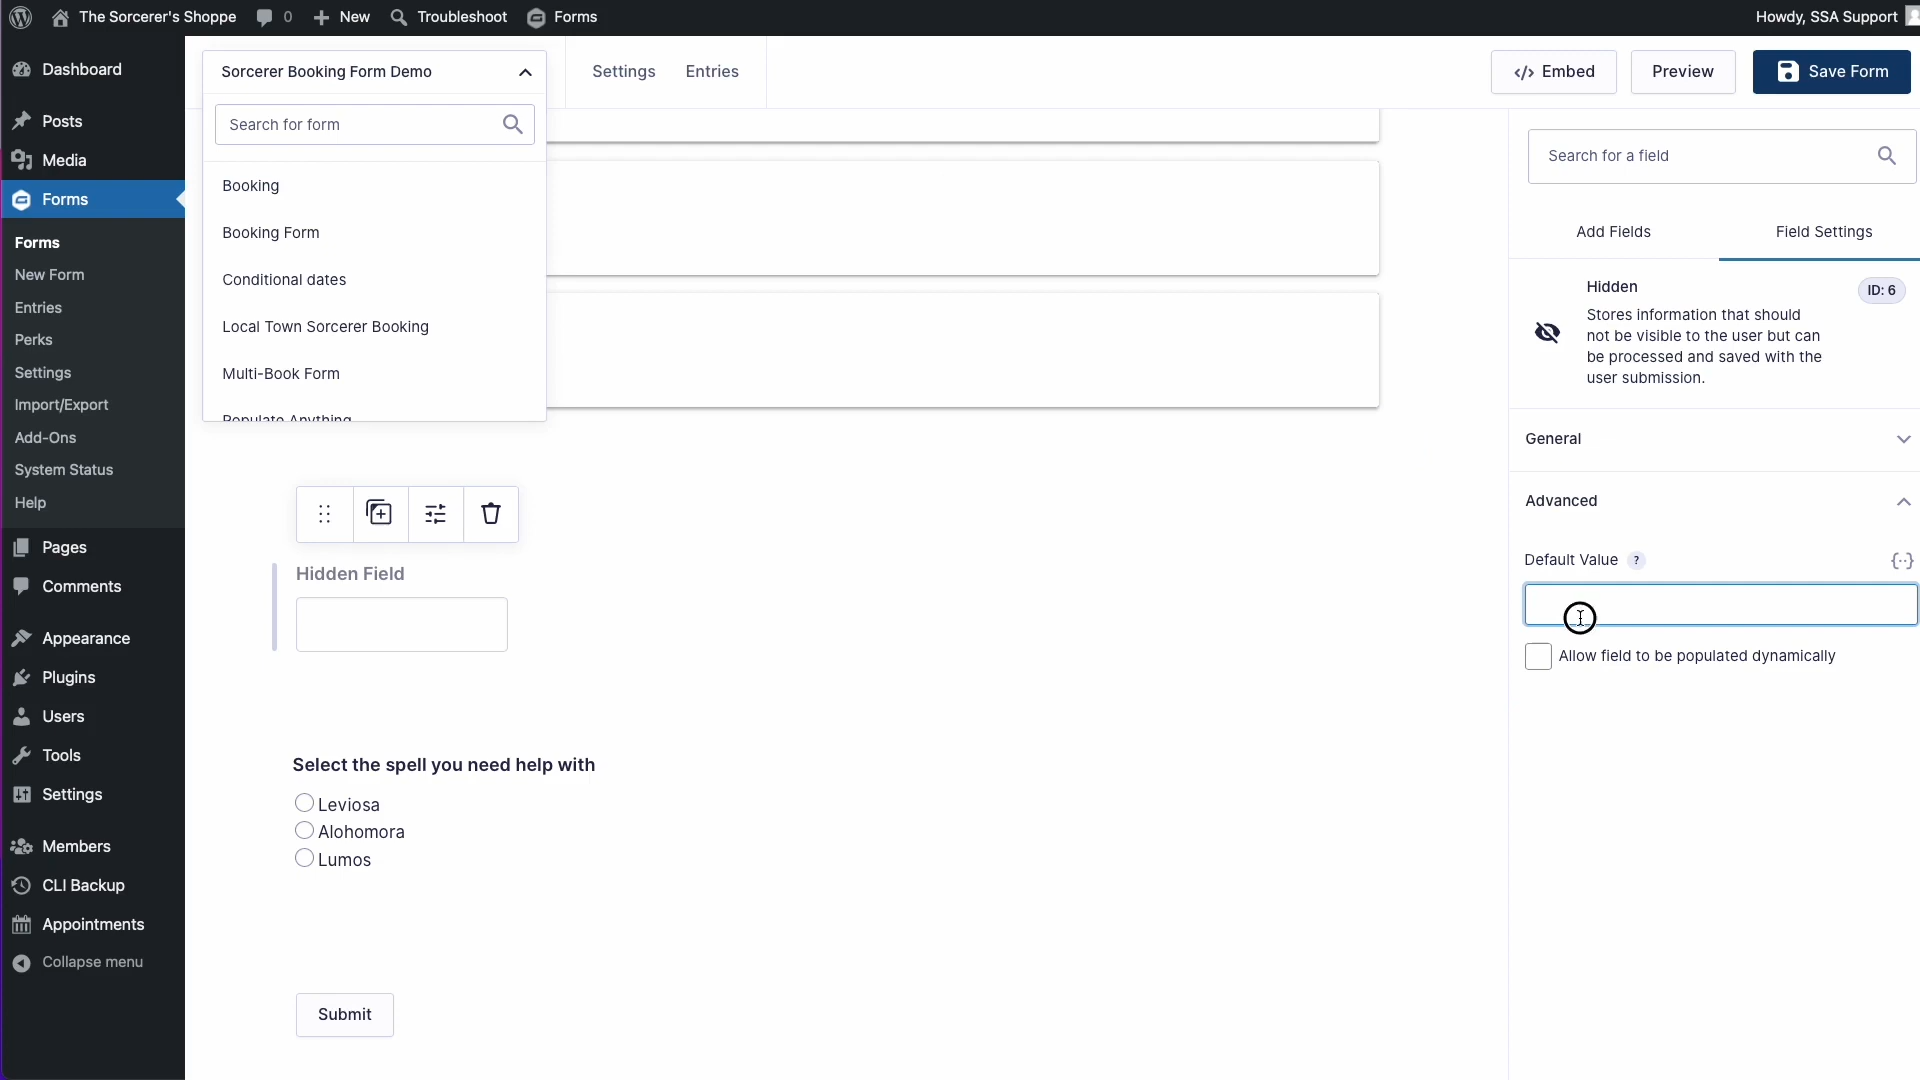 The Sorcerer's Shoppe 0 New Troubleshoot Forms Howdy, SSA Support
Dashboard
Posts
Media
Forms
Forms
New Form
Entries
Perks
Settings
Import/Export
Add-Ons
System Status
Help
Pages
Comments
Appearance
Plugins
Users
Tools
Settings
Members
CLI Backup
Appointments
Collapse menu
Sorcerer Booking Form Demo
Settings Entries
Embed Preview Save Form
Search for form
Booking
Booking Form
Conditional dates
Local Town Sorcerer Booking
Multi-Book Form
Populate Anything
Hidden Field
Select the spell you need help with
Leviosa
Alohomora
Lumos
Submit
Search for a field
Add Fields Field Settings
Hidden ID: 6
Stores information that should
not be visible to the user but can
be processed and saved with the
user submission.
General
Advanced
Default Value ?
Allow field to be populated dynamically